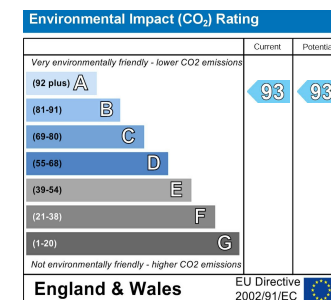 Environmental Impact (CO2) Rating
Current
Very environmentally friendly - lower CO2 emissions
(92 plus) A
93
93
(81-91) B
(69-80) C
(55-68) D
(39-54) E
(21-38) F
(1-20) G
Not environmentally friendly - higher CO2 emissions
England & Wales
EU Directive
2002/91/EC